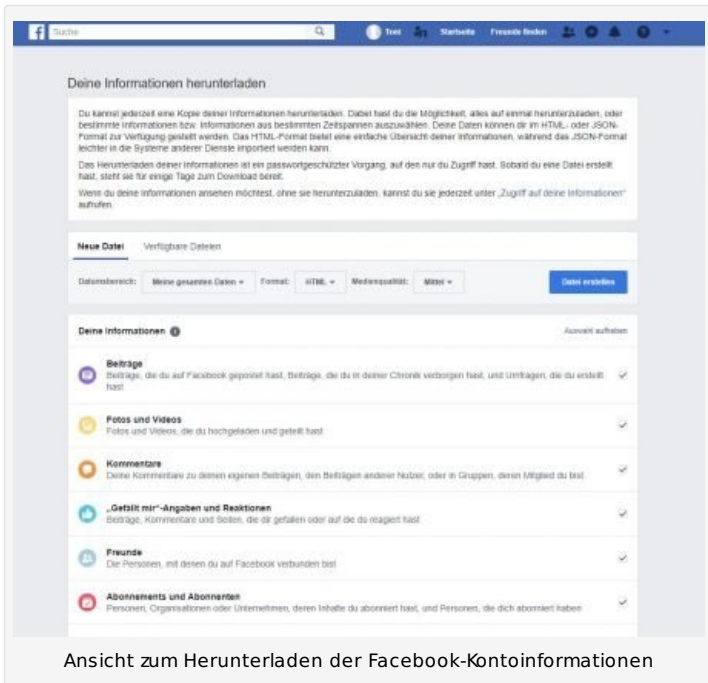 f Suche Toni Startseite Freunde finden
Deine Informationen herunterladen
Du kannst jederzeit eine Kopie deiner Informationen herunterladen. Dabei hast du die Möglichkeit, alles auf einmal herunterzuladen, oder
bestimmte Informationen bzw. Informationen aus bestimmten Zeitspannen auszuwählen. Deine Daten können dir im HTML- oder JSON-
Format zur Verfügung gestellt werden. Das HTML-Format bietet eine einfache Übersicht deiner Informationen, während das JSON-Format
leichter in die Systeme anderer Dienste importiert werden kann.
Das Herunterladen deiner Informationen ist ein passwortgeschützter Vorgang, auf den nur du Zugriff hast. Sobald du eine Datei erstellt
hast, steht sie für einige Tage zum Download bereit.
Wenn du deine Informationen ansehen möchtest, ohne sie herunterzuladen, kannst du sie jederzeit unter „Zugriff auf deine Informationen“
aufrufen.
Neue Datei Verfügbare Dateien
Datumsbereich: Meine gesamten Daten Format: HTML Medienqualität: Mittel Datei erstellen
Deine Informationen Auswahl aufheben
Beiträge
Beiträge, die du auf Facebook gepostet hast, Beiträge, die du in deiner Chronik verborgen hast, und Umfragen, die du erstellt
hast
Fotos und Videos
Fotos und Videos, die du hochgeladen und geteilt hast
Kommentare
Deine Kommentare zu deinen eigenen Beiträgen, den Beiträgen anderer Nutzer, oder in Gruppen, deren Mitglied du bist
„Gefällt mir“-Angaben und Reaktionen
Beiträge, Kommentare und Seiten, die dir gefallen oder auf die du reagiert hast
Freunde
Die Personen, mit denen du auf Facebook verbunden bist
Abonnements und Abonnenten
Personen, Organisationen oder Unternehmen, deren Inhalte du abonniert hast, und Personen, die dich abonniert haben
Ansicht zum Herunterladen der Facebook-Kontoinformationen